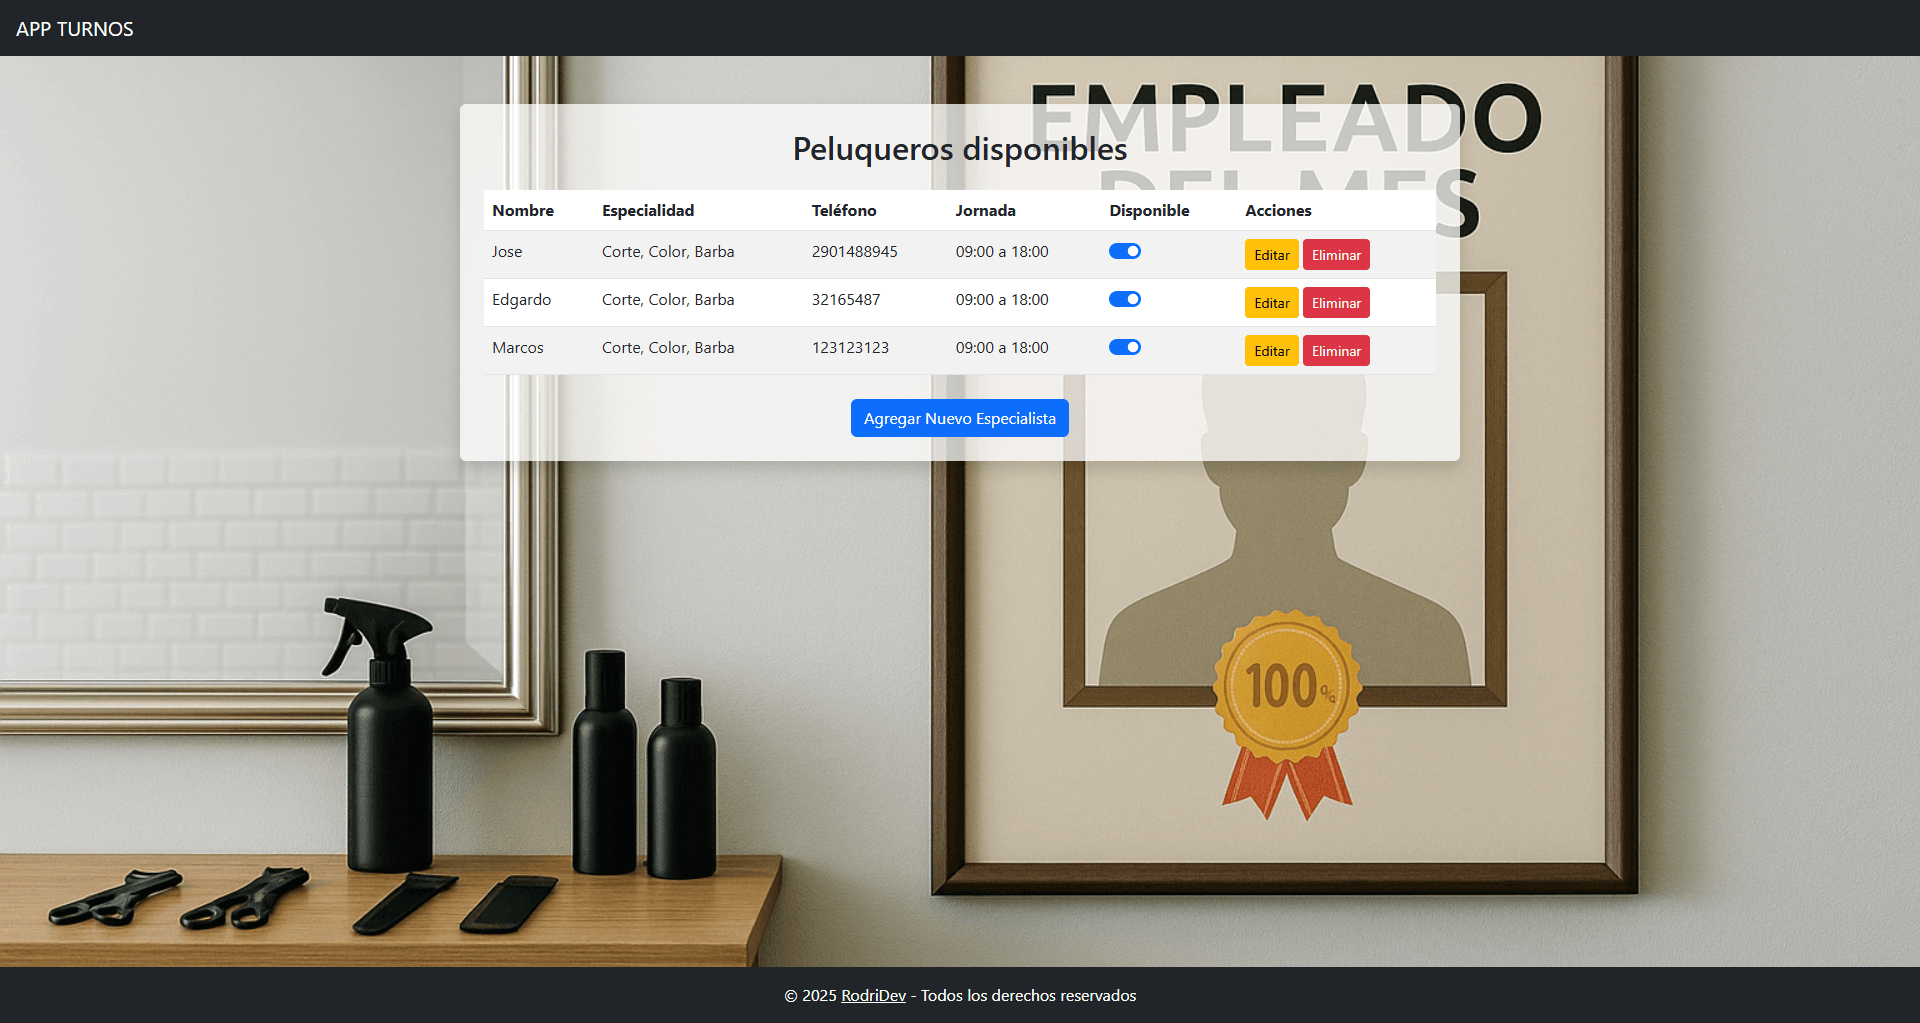 APP TURNOS
EMPLEADO
DEL MES
Peluqueros disponibles
Nombre Especialidad Teléfono Jornada Disponible Acciones
Jose Corte, Color, Barba 2901488945 09:00 a 18:00 Editar Eliminar
Edgardo Corte, Color, Barba 32165487 09:00 a 18:00 Editar Eliminar
Marcos Corte, Color, Barba 123123123 09:00 a 18:00 Editar Eliminar
Agregar Nuevo Especialista
100%
© 2025 RodriDev - Todos los derechos reservados